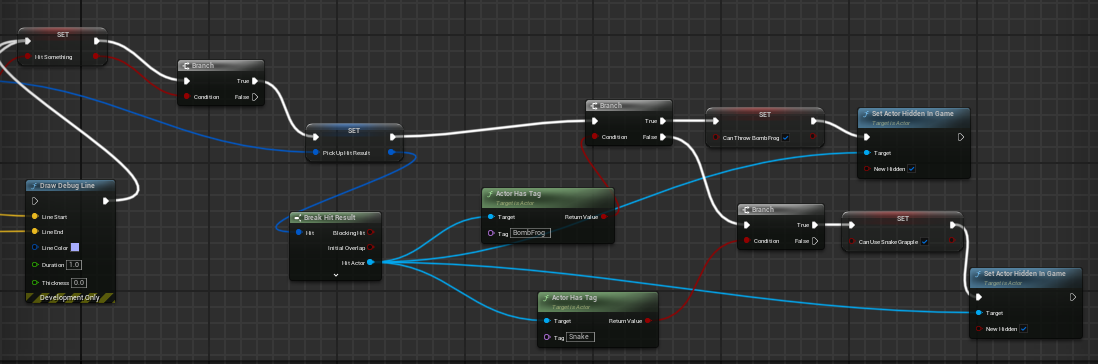 SET
Hit Something
Branch
True
Condition
False
SET
Pick Up Hit Result
Draw Debug Line
Line Start
Line End
Line Color
Duration 1.0
Thickness 0.0
Development Only
Break Hit Result
Hit
Blocking Hit
Initial Overlap
Hit Actor
Actor Has Tag
Target is Actor
Target
Return Value
Tag BombFrog
Actor Has Tag
Target is Actor
Target
Return Value
Tag Snake
Branch
True
Condition
False
SET
Can Throw Bomb Frog
Set Actor Hidden In Game
Target is Actor
Target
New Hidden
Branch
True
Condition
False
SET
Can Use Snake Grapple
Set Actor Hidden In Game
Target is Actor
Target
New Hidden